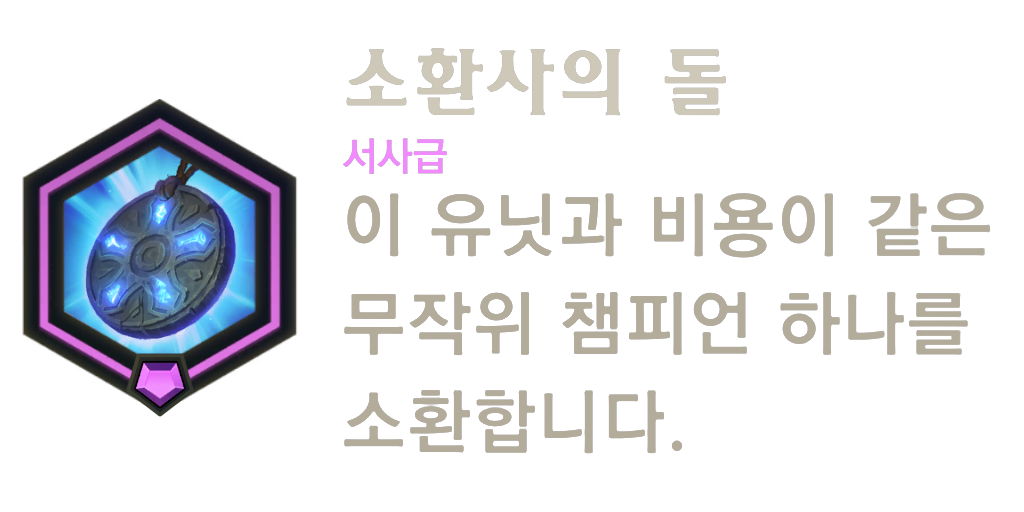 소환사의 돌
서사급
이 유닛과 비용이 같은
무작위 챔피언 하나를
소환합니다.